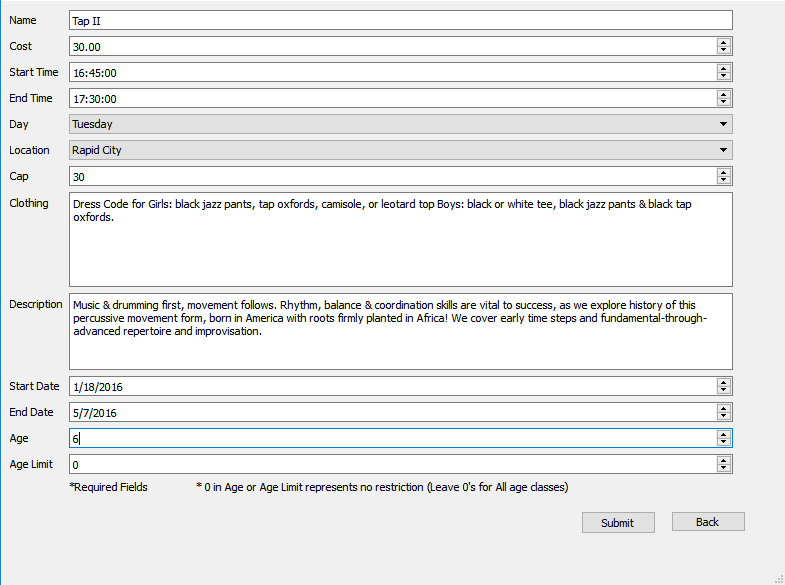 Name Tap II
Cost 30.00
Start Time 16:45:00
End Time 17:30:00
Day Tuesday
Location Rapid City
Cap 30
Clothing Dress Code for Girls: black jazz pants, tap oxfords, camisole, or leotard top Boys: black or white tee, black jazz pants & black tap
oxfords.
Description Music & drumming first, movement follows. Rhythm, balance & coordination skills are vital to success, as we explore history of this
percussive movement form, born in America with roots firmly planted in Africa! We cover early time steps and fundamental-through-
advanced repertoire and improvisation.
Start Date 1/18/2016
End Date 5/7/2016
Age 6
Age Limit 0
*Required Fields * 0 in Age or Age Limit represents no restriction (Leave 0's for All age classes)
Submit Back